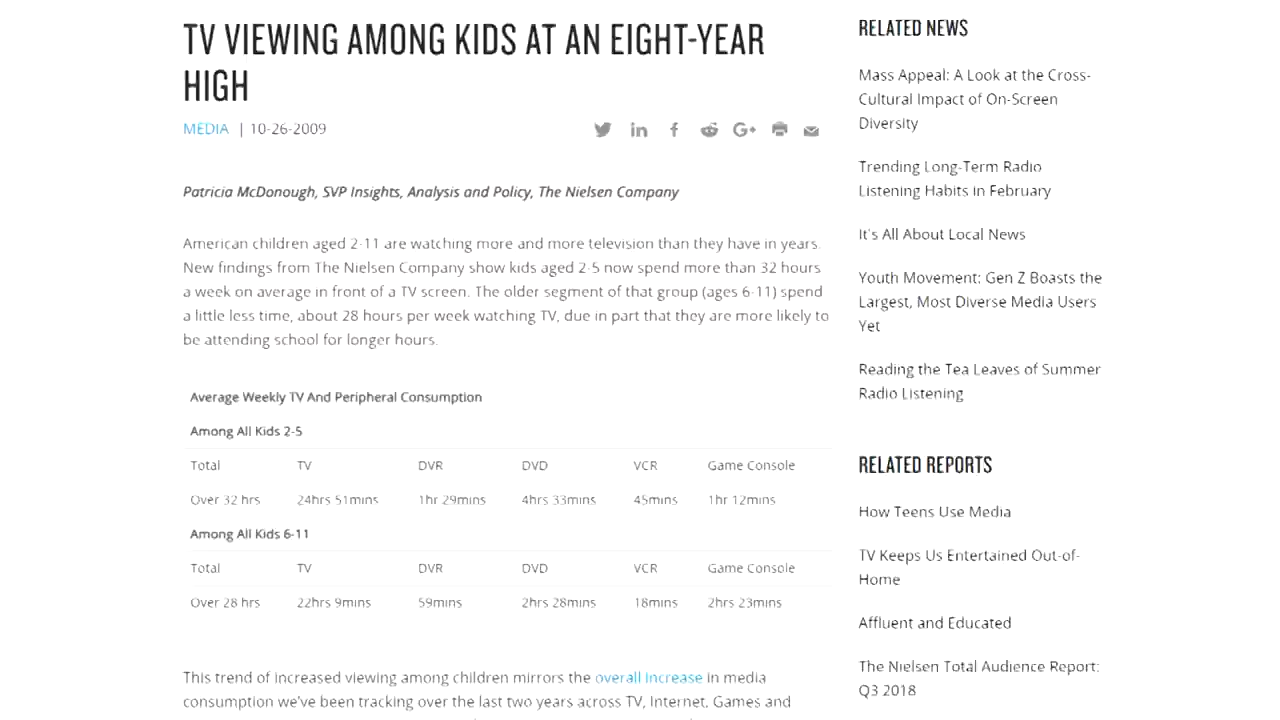 TV VIEWING AMONG KIDS AT AN EIGHT-YEAR
HIGH
MEDIA | 10-26-2009
Patricia McDonough, SVP Insights, Analysis and Policy, The Nielsen Company
American children aged 2-11 are watching more and more television than they have in years.
New findings from The Nielsen Company show kids aged 2-5 now spend more than 32 hours
a week on average in front of a TV screen. The older segment of that group (ages 6-11) spend
a little less time, about 28 hours per week watching TV, due in part that they are more likely to
be attending school for longer hours.
Average Weekly TV And Peripheral Consumption
Among All Kids 2-5
Total TV DVR DVD VCR Game Console
Over 32 hrs 24hrs 51mins 1hr 29mins 4hrs 33mins 45mins 1hr 12mins
Among All Kids 6-11
Total TV DVR DVD VCR Game Console
Over 28 hrs 22hrs 9mins 59mins 2hrs 28mins 18mins 2hrs 23mins
This trend of increased viewing among children mirrors the overall increase in media
consumption we've been tracking over the last two years across TV, Internet, Games and
RELATED NEWS
Mass Appeal: A Look at the Cross-
Cultural Impact of On-Screen
Diversity
Trending Long-Term Radio
Listening Habits in February
It's All About Local News
Youth Movement: Gen Z Boasts the
Largest, Most Diverse Media Users
Yet
Reading the Tea Leaves of Summer
Radio Listening
RELATED REPORTS
How Teens Use Media
TV Keeps Us Entertained Out-of-
Home
Affluent and Educated
The Nielsen Total Audience Report:
Q3 2018